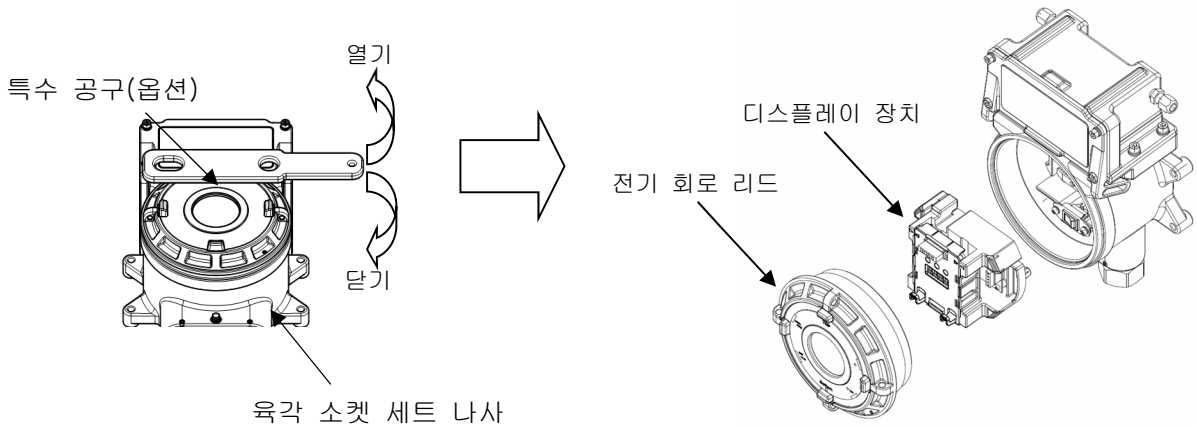 열기
특수 공구(옵션)
닫기
육각 소켓 세트 나사
디스플레이 장치
전기 회로 리드